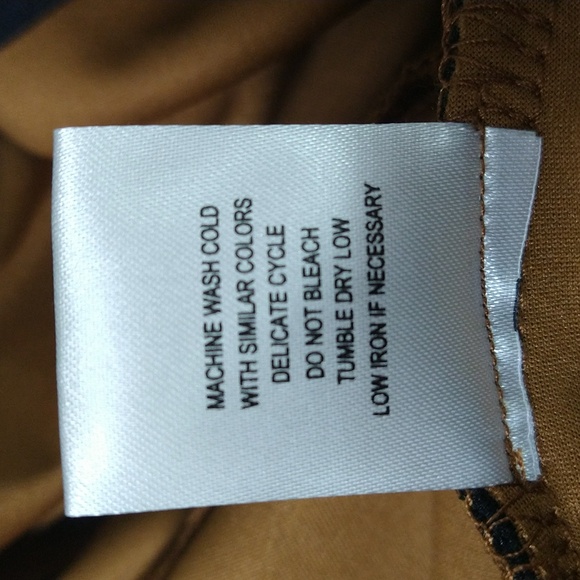 MACHINE WASH COLD
WITH SIMILAR COLORS
DELICATE CYCLE
DO NOT BLEACH
TUMBLE DRY LOW
LOW IRON IF NECESSARY